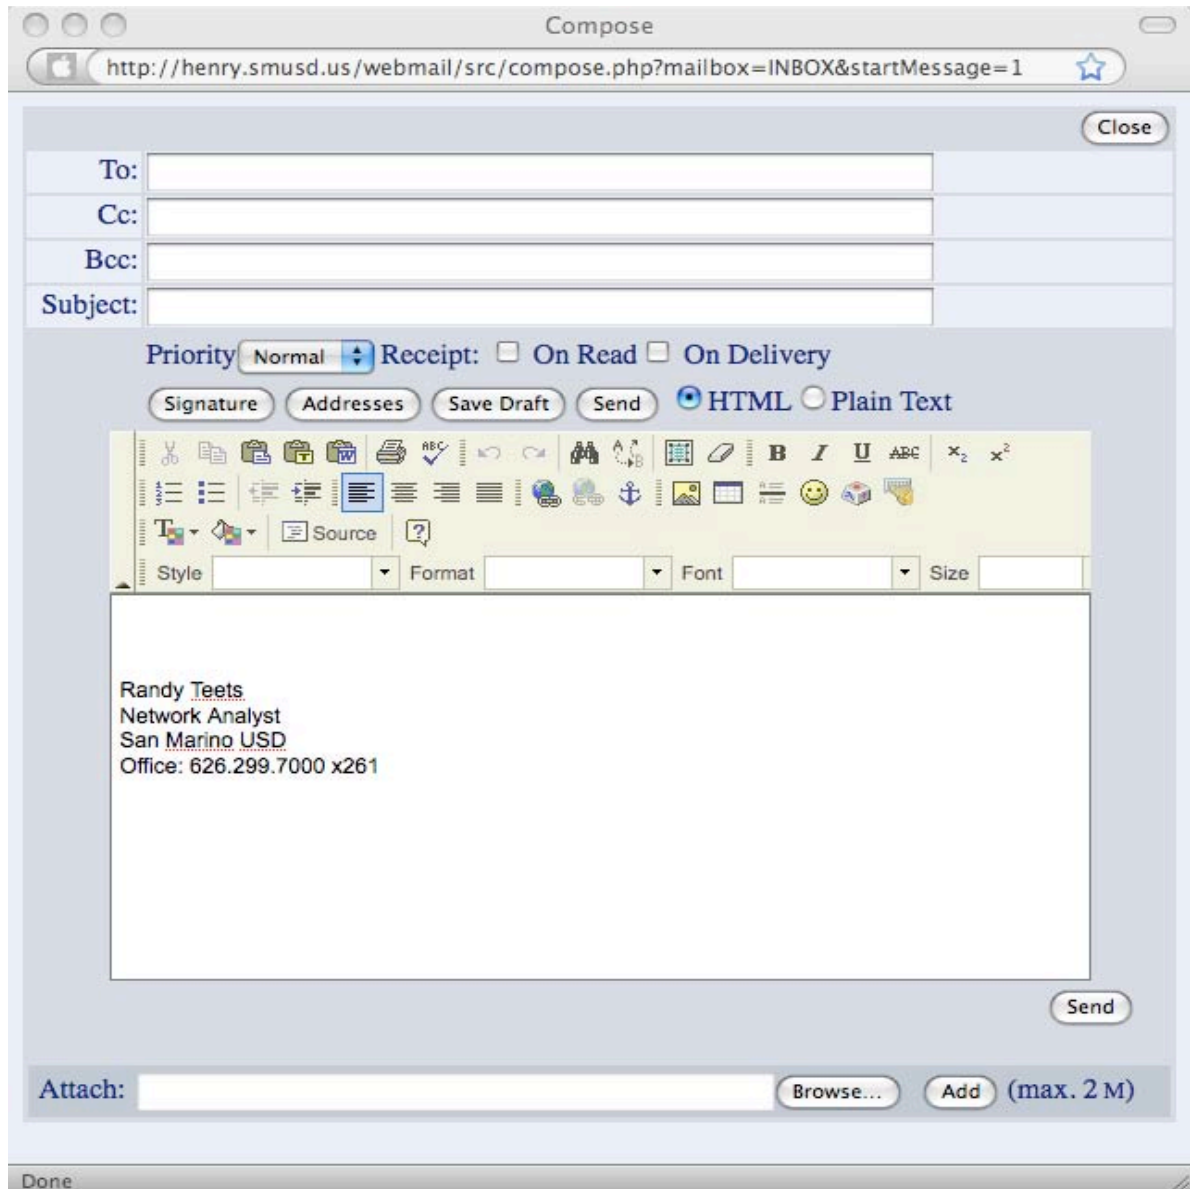 Compose
http://henry.smusd.us/webmail/src/compose.php?mailbox=INBOX&startMessage=1
Close
To:
Cc:
Bcc:
Subject:
Priority Normal Receipt: On Read On Delivery
Signature Addresses Save Draft Send HTML Plain Text
ABC B I U ABC x₂ x²
Source
Style Format Font Size
Randy Teets
Network Analyst
San Marino USD
Office: 626.299.7000 x261
Send
Attach: Browse... Add (max. 2 M)
Done